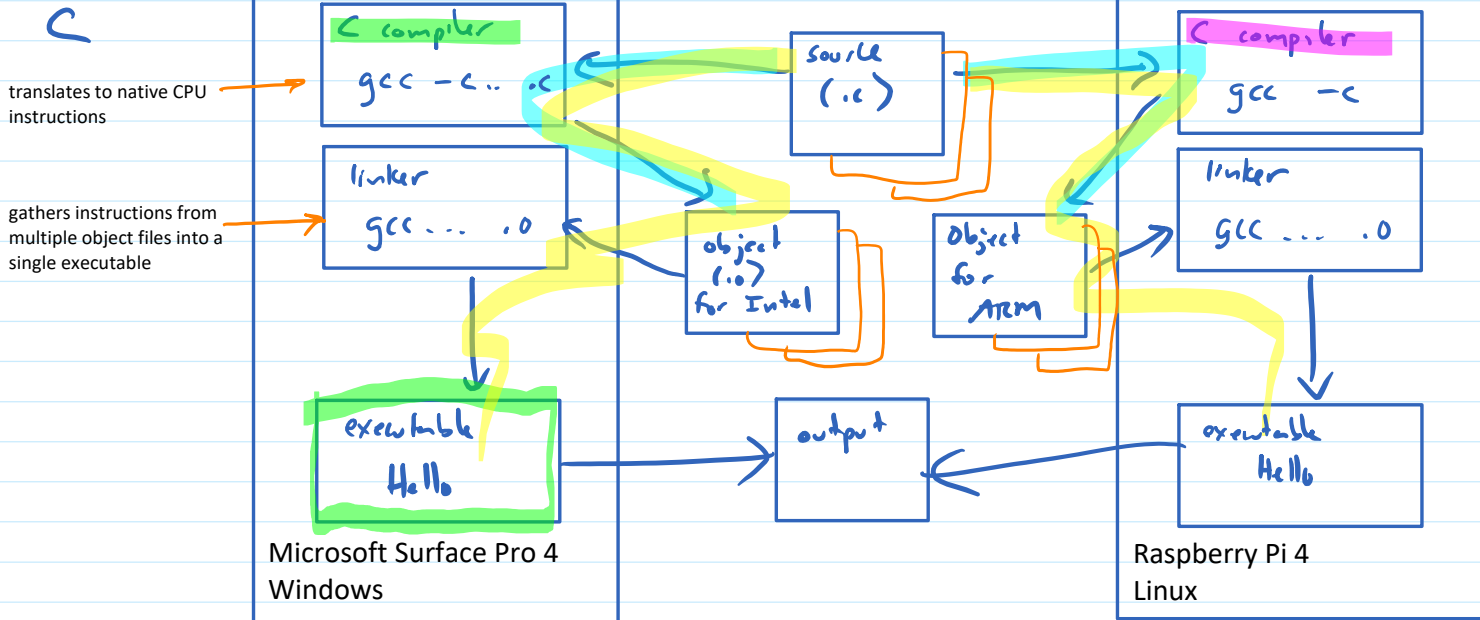 C
C compiler
gcc -c.. .c
translates to native CPU
instructions
linker
gcc ... .o
gathers instructions from
multiple object files into a
single executable
executable
Hello
Microsoft Surface Pro 4
Windows
source
(.c)
object
(.o)
for Intel
Object
for
ARM
output
C compiler
gcc -c
linker
gcc ... .o
executable
Hello
Raspberry Pi 4
Linux